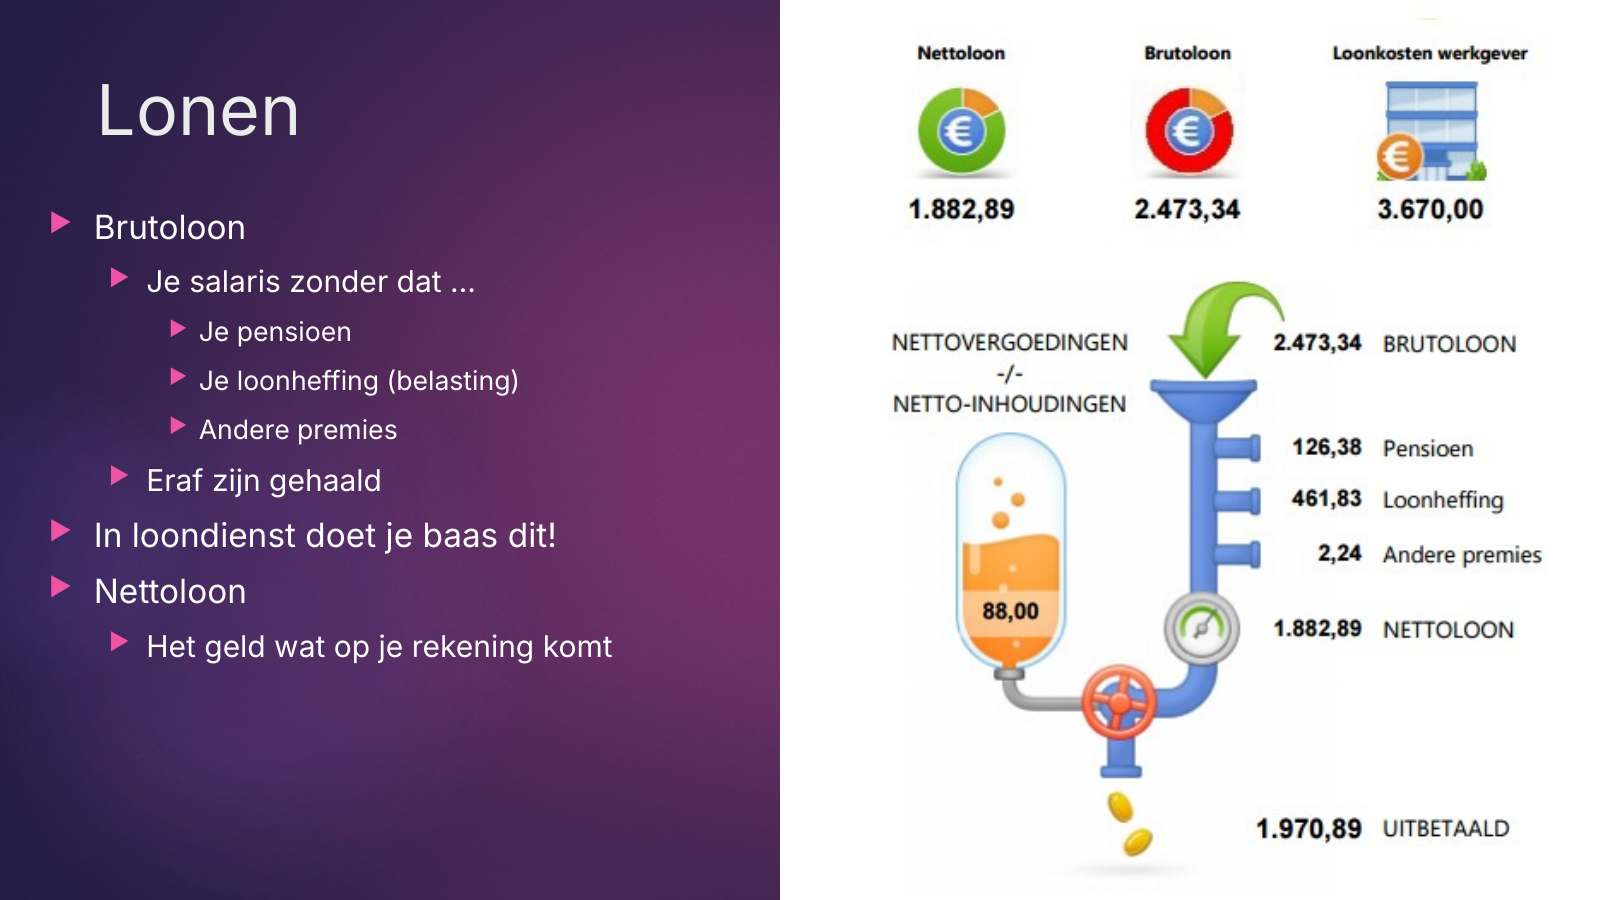 Lonen
Brutoloon
Je salaris zonder dat ...
Je pensioen
Je loonheffing (belasting)
Andere premies
Eraf zijn gehaald
In loondienst doet je baas dit!
Nettoloon
Het geld wat op je rekening komt
Nettoloon
Brutoloon
Loonkosten werkgever
1.882,89
2.473,34
3.670,00
NETTOVERGOEDINGEN
-/-
NETTO-INHOUDINGEN
88,00
2.473,34 BRUTOLOON
126,38 Pensioen
461,83 Loonheffing
2,24 Andere premies
1.882,89 NETTOLOON
1.970,89 UITBETAALD